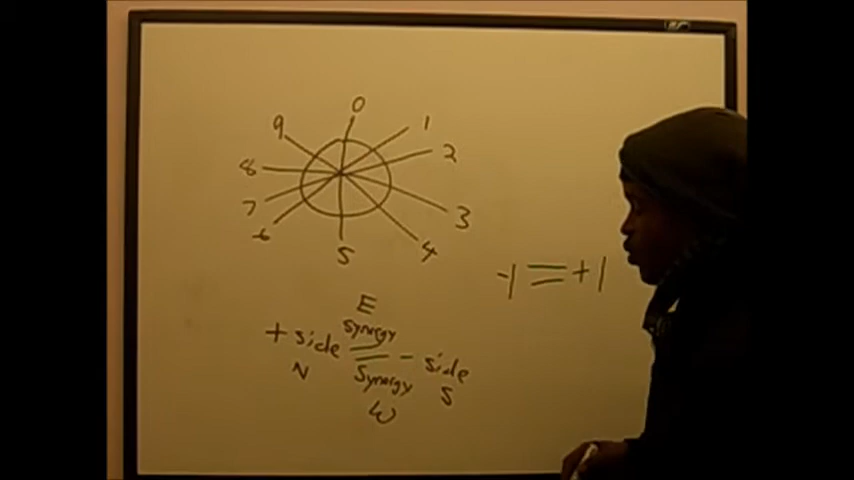 0
9 1
8 2
7 3
6 4
5
-1 = +1
E
synergy
+ side = - side
N synergy S
W